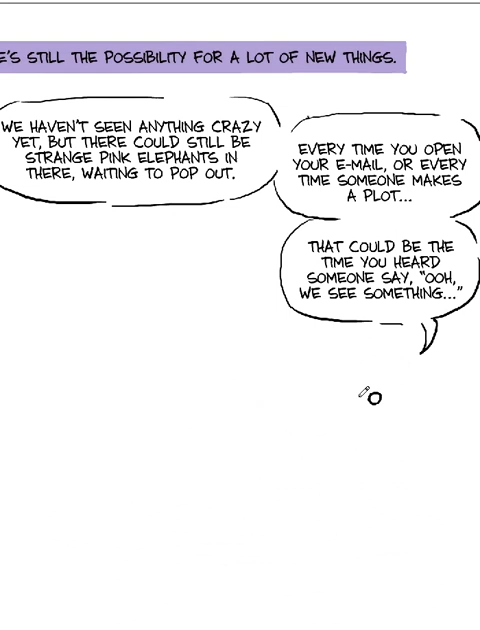 E'S STILL THE POSSIBILITY FOR A LOT OF NEW THINGS.
WE HAVEN'T SEEN ANYTHING CRAZY
YET, BUT THERE COULD STILL BE
STRANGE PINK ELEPHANTS IN
THERE, WAITING TO POP OUT.
EVERY TIME YOU OPEN
YOUR E-MAIL, OR EVERY
TIME SOMEONE MAKES
A PLOT...
THAT COULD BE THE
TIME YOU HEARD
SOMEONE SAY, "OOH,
WE SEE SOMETHING..."